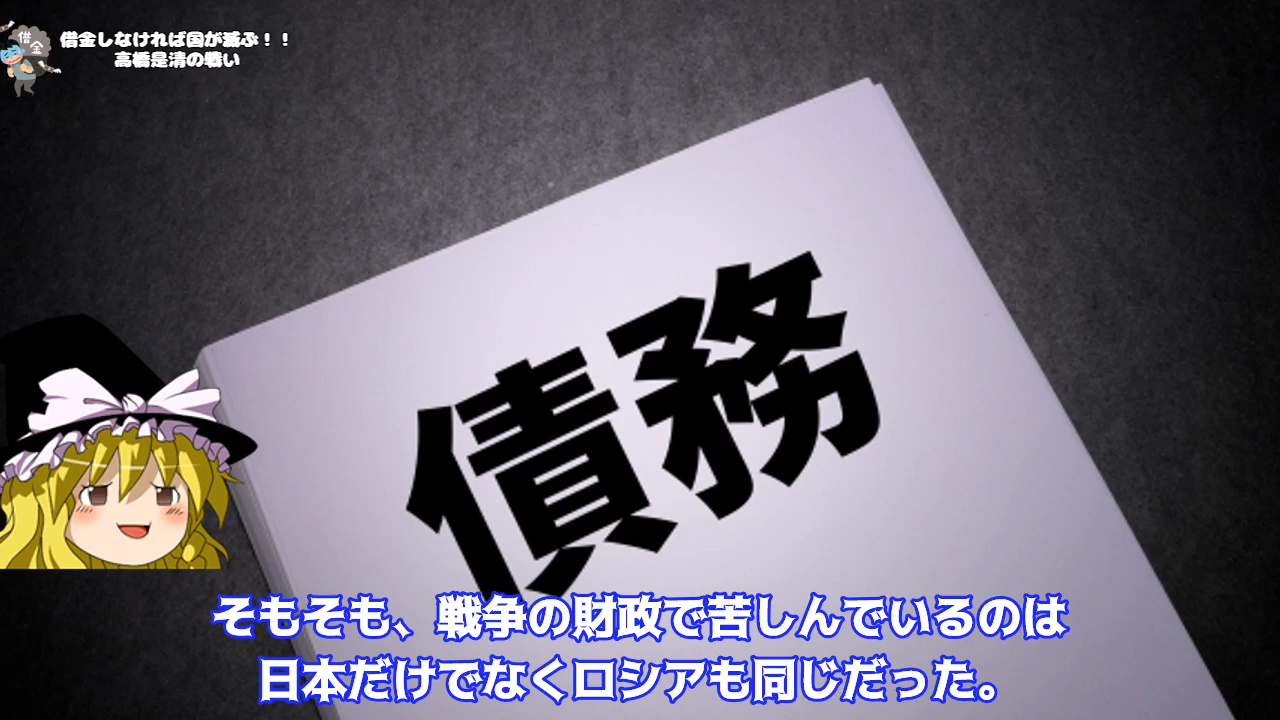 借金
借金しなければ国が滅ぶ！！
高橋是清の戦い
債務
そもそも、戦争の財政で苦しんでいるのは
日本だけでなくロシアも同じだった。